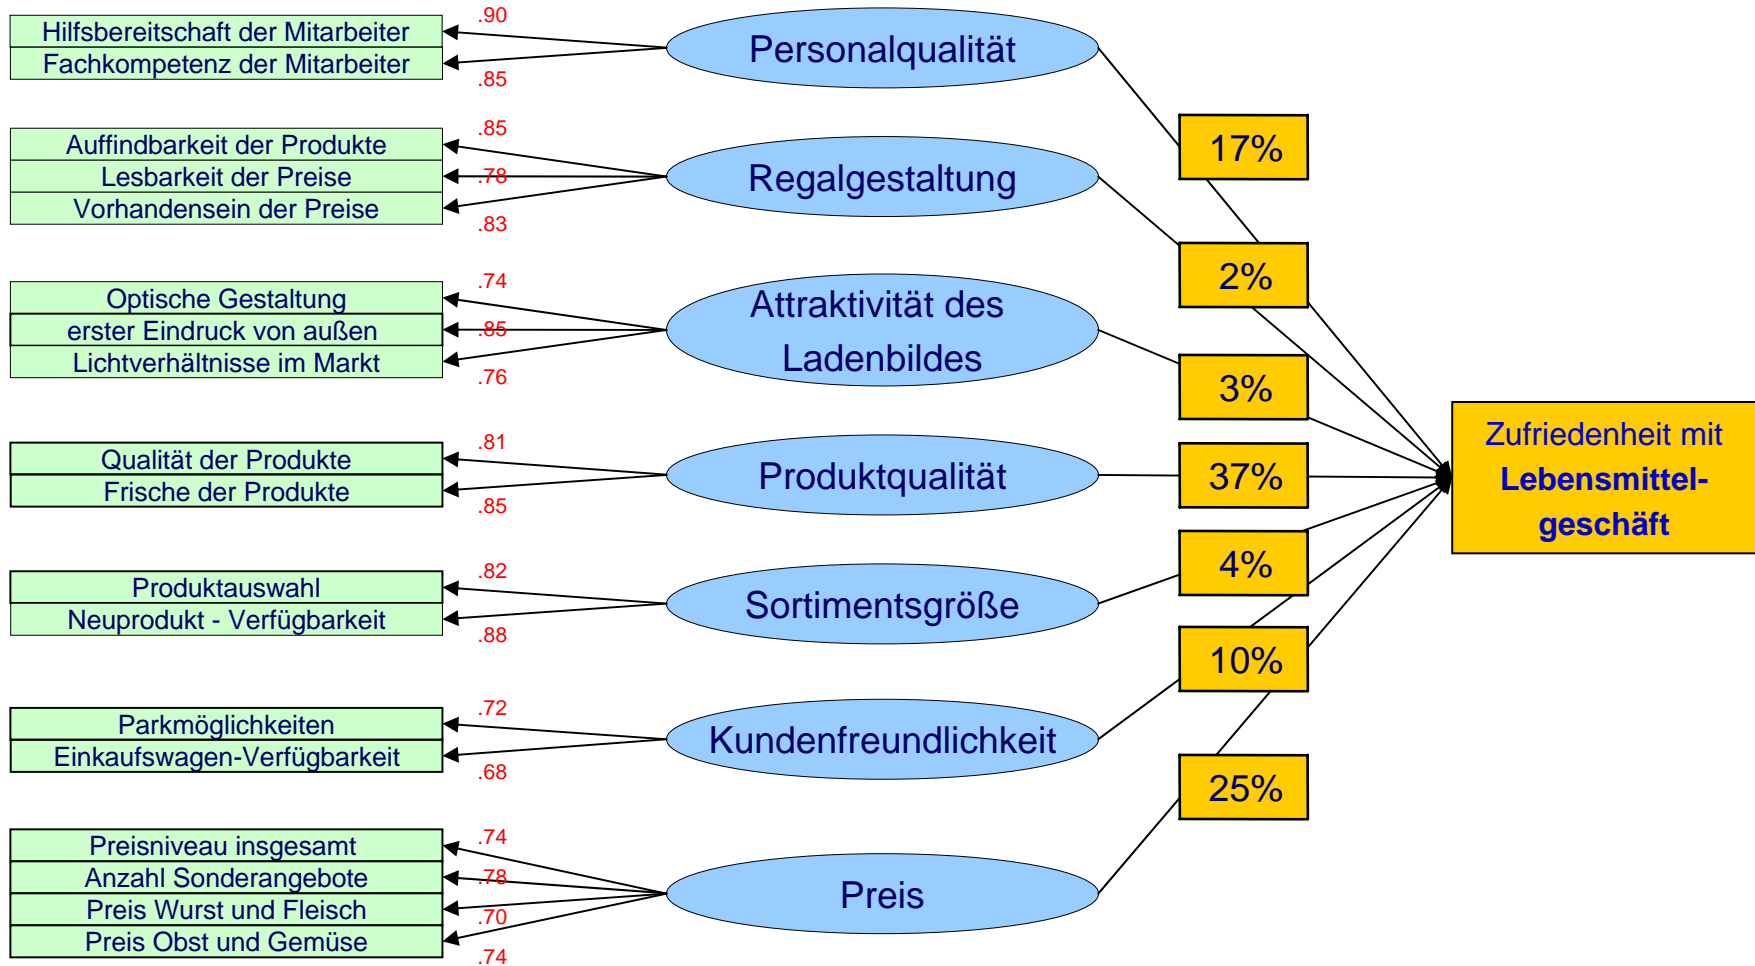 .90
Hilfsbereitschaft der Mitarbeiter
Fachkompetenz der Mitarbeiter
.85
Personalqualität
17%
.85
Auffindbarkeit der Produkte
Lesbarkeit der Preise
.78
Vorhandensein der Preise
.83
Regalgestaltung
2%
.74
Optische Gestaltung
erster Eindruck von außen
.85
Lichtverhältnisse im Markt
.76
Attraktivität des
Ladenbildes
3%
.81
Qualität der Produkte
Frische der Produkte
.85
Produktqualität
37%
Zufriedenheit mit
Lebensmittel-
geschäft
.82
Produktauswahl
Neuprodukt - Verfügbarkeit
.88
Sortimentsgröße
4%
.72
Parkmöglichkeiten
Einkaufswagen-Verfügbarkeit
.68
Kundenfreundlichkeit
10%
.74
Preisniveau insgesamt
Anzahl Sonderangebote
.78
Preis Wurst und Fleisch
.70
Preis Obst und Gemüse
.74
Preis
25%